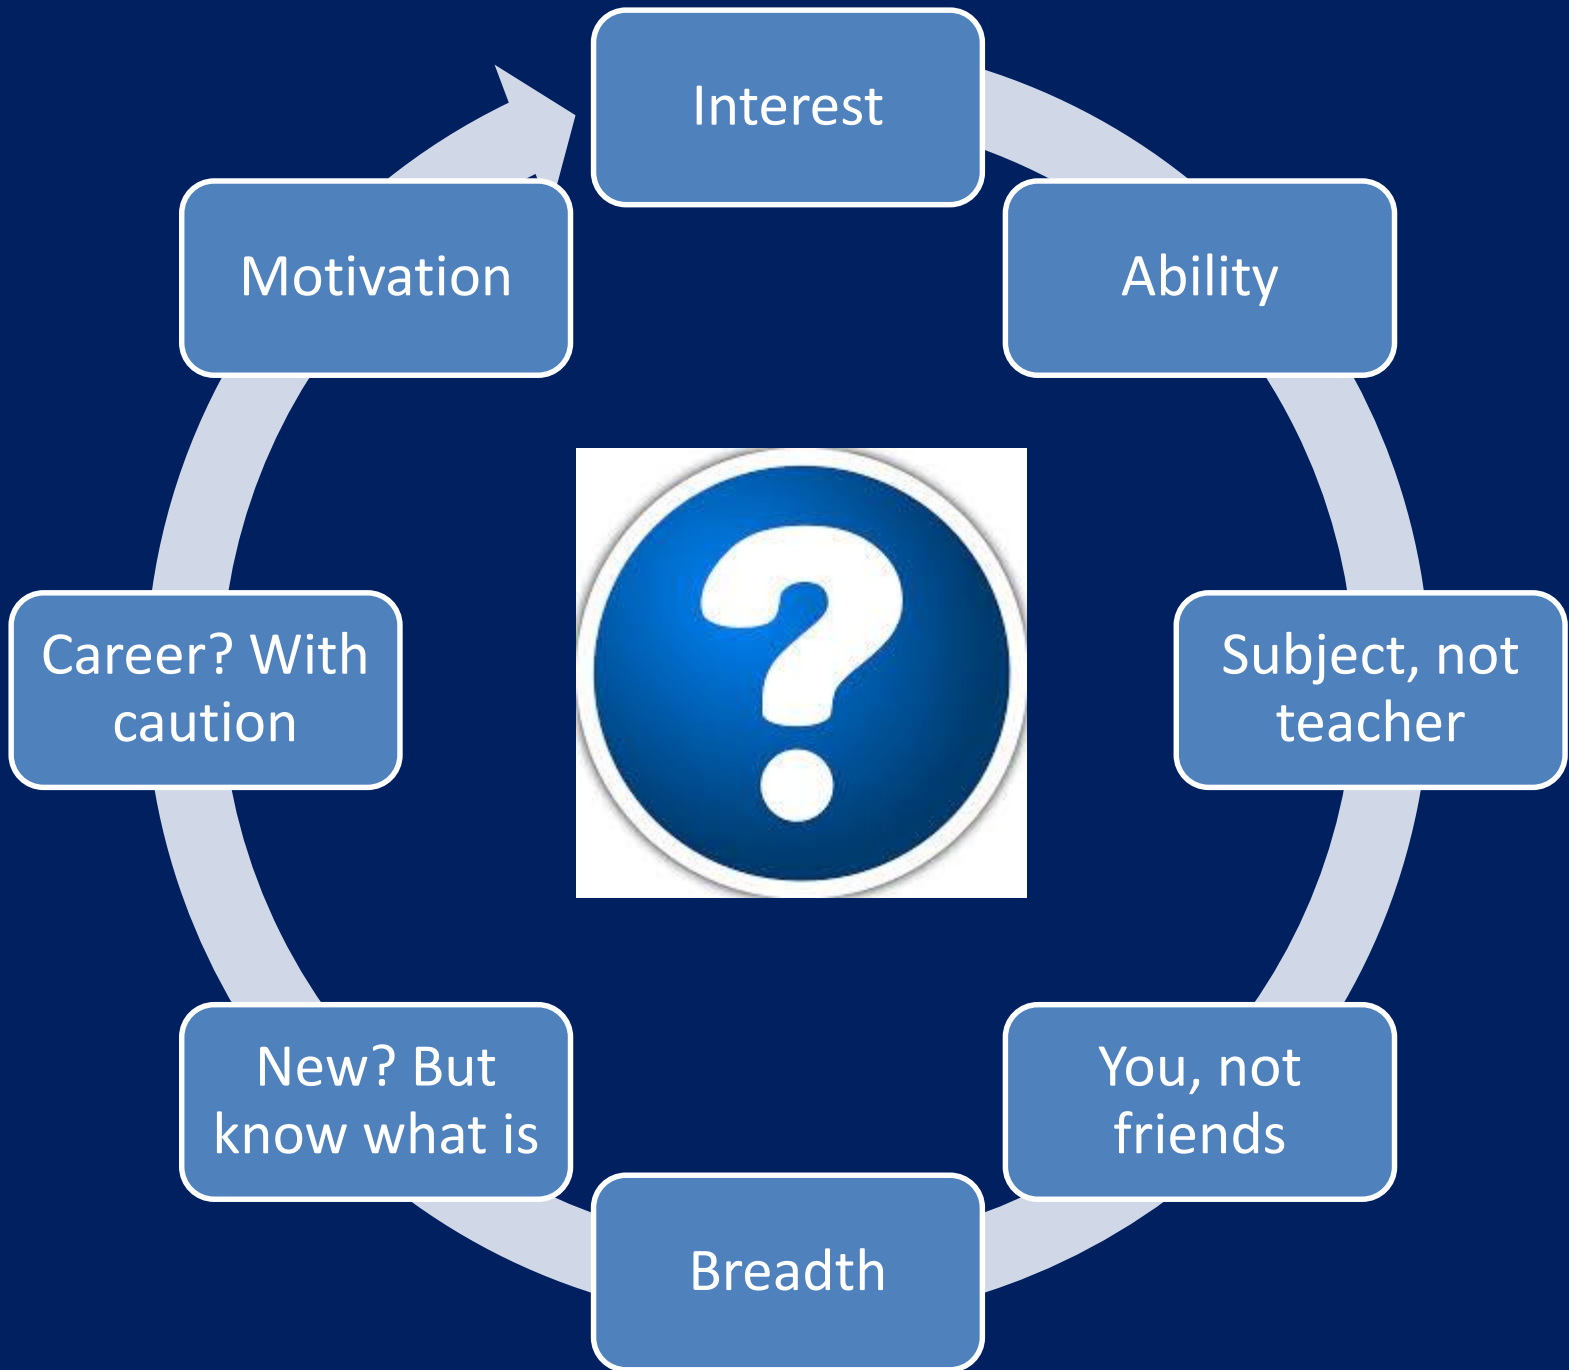 Interest
Ability
Subject, not
teacher
You, not
friends
Breadth
New? But
know what is
Career? With
caution
Motivation
?